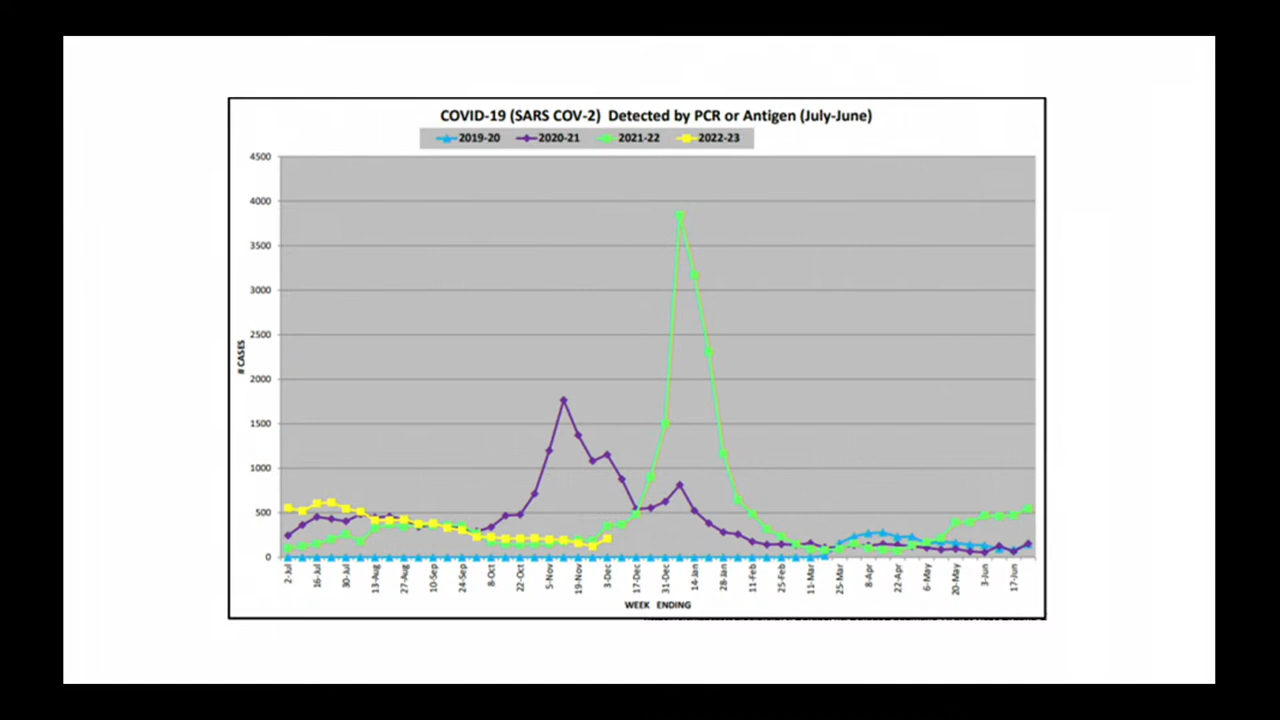 COVID-19 (SARS COV-2) Detected by PCR or Antigen (July-June)
2019-20 2020-21 2021-22 2022-23
4500
4000
3500
3000
2500
2000
1500
1000
500
0
# CASES
2-Jul 16-Jul 30-Jul 13-Aug 27-Aug 10-Sep 24-Sep 8-Oct 22-Oct 5-Nov 19-Nov 3-Dec 17-Dec 31-Dec 14-Jan 28-Jan 11-Feb 25-Feb 11-Mar 25-Mar 8-Apr 22-Apr 6-May 20-May 3-Jun 17-Jun
WEEK ENDING